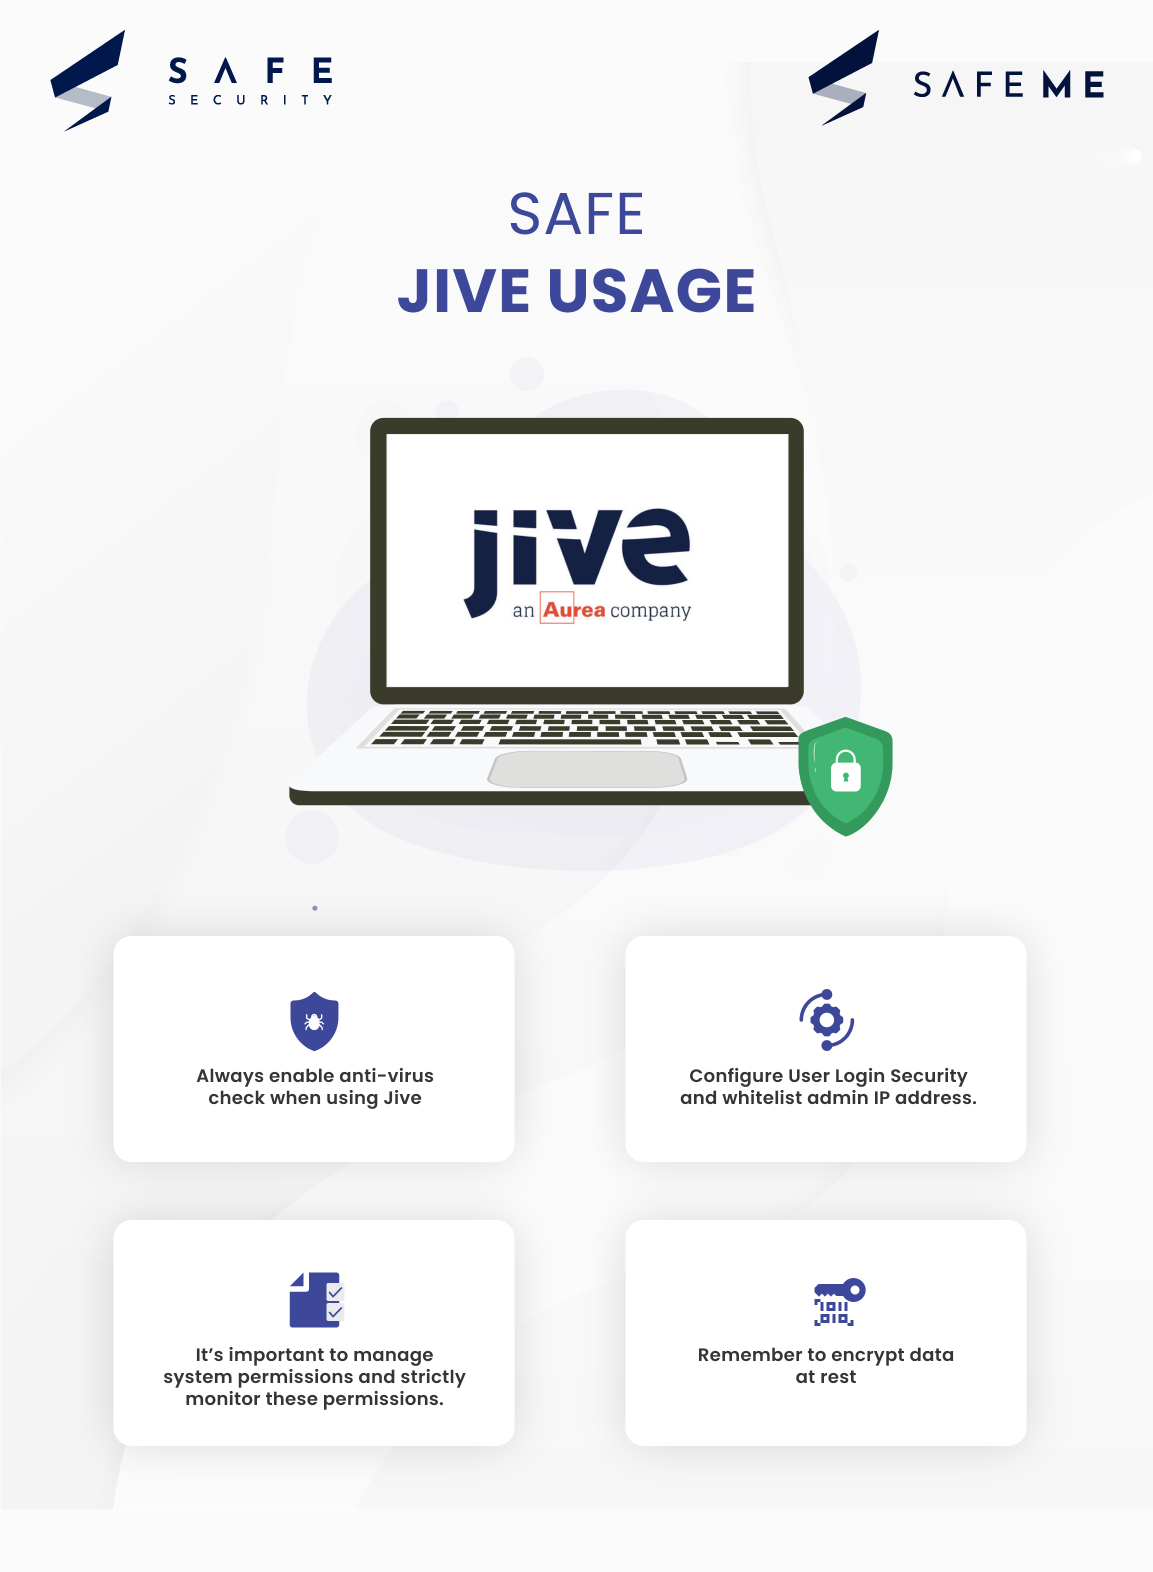 SAFE
SECURITY
SAFE ME
SAFE
JIVE USAGE
jive
an Aurea company
Always enable anti-virus
check when using Jive
Configure User Login Security
and whitelist admin IP address.
It’s important to manage
system permissions and strictly
monitor these permissions.
Remember to encrypt data
at rest